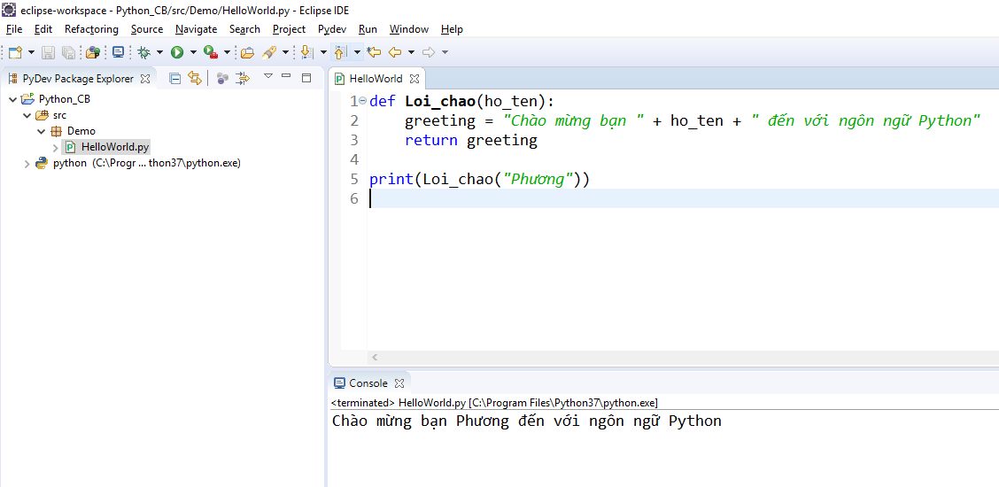 eclipse-workspace - Python_CB/src/Demo/HelloWorld.py - Eclipse IDE
File Edit Refactoring Source Navigate Search Project Pydev Run Window Help
PyDev Package Explorer
Python_CB
src
Demo
HelloWorld.py
python (C:\Progr ... thon37\python.exe)
HelloWorld
1 def Loi_chao(ho_ten):
2 greeting = "Chào mừng bạn " + ho_ten + " đến với ngôn ngữ Python"
3 return greeting
4
5 print(Loi_chao("Phương"))
6
Console
<terminated> HelloWorld.py [C:\Program Files\Python37\python.exe]
Chào mừng bạn Phương đến với ngôn ngữ Python